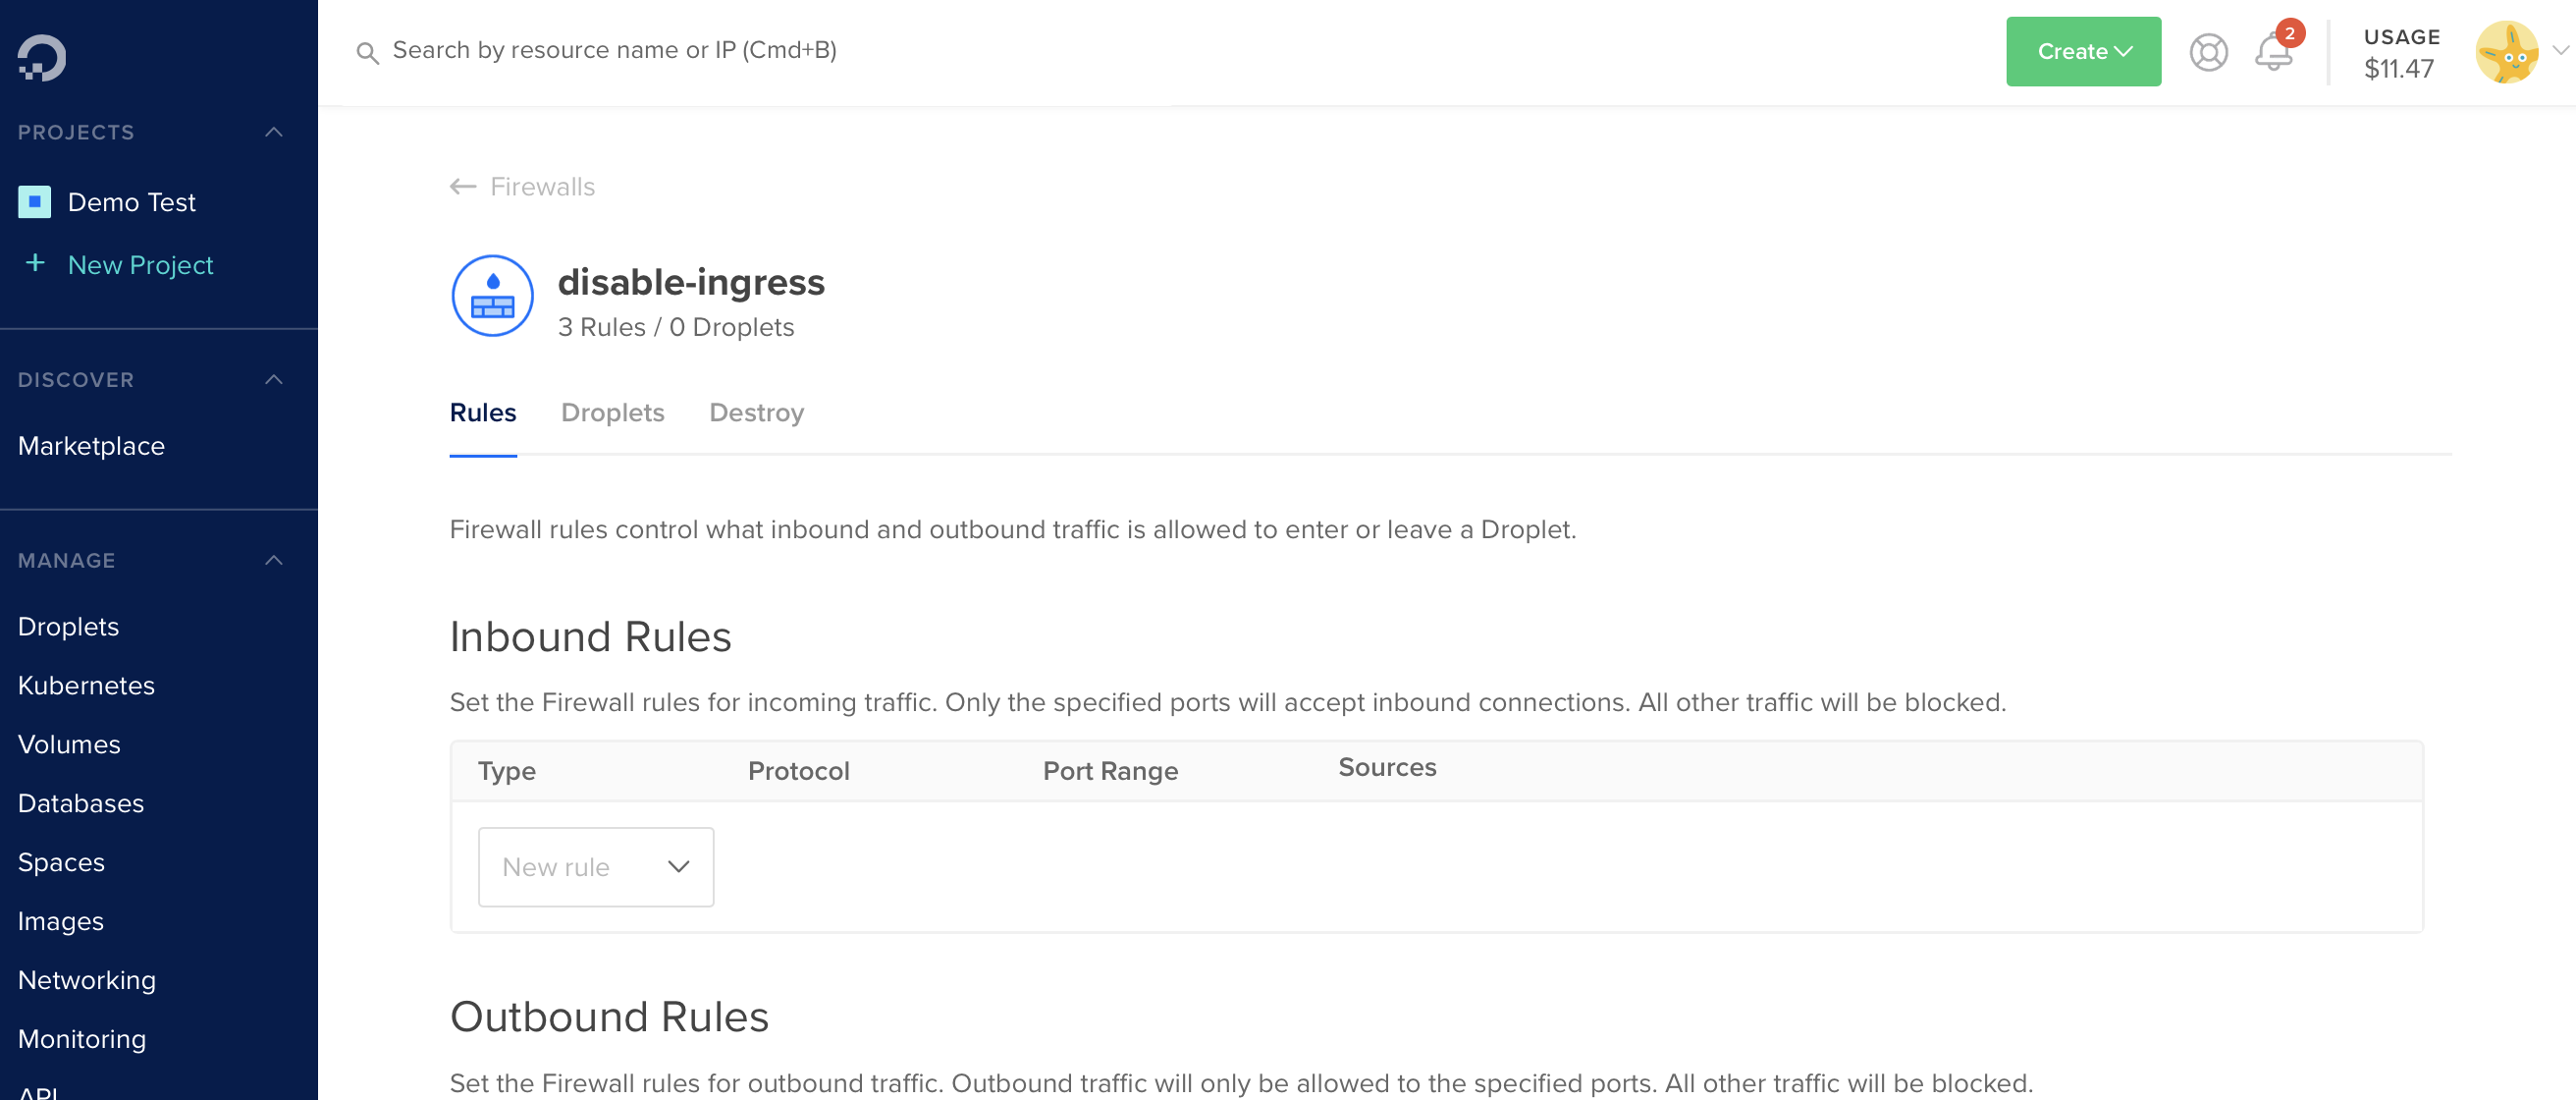 Search by resource name or IP (Cmd+B)
Create
2
USAGE
$11.47
PROJECTS
Demo Test
+ New Project
DISCOVER
Marketplace
MANAGE
Droplets
Kubernetes
Volumes
Databases
Spaces
Images
Networking
Monitoring
API
← Firewalls
disable-ingress
3 Rules / 0 Droplets
Rules Droplets Destroy
Firewall rules control what inbound and outbound traffic is allowed to enter or leave a Droplet.
Inbound Rules
Set the Firewall rules for incoming traffic. Only the specified ports will accept inbound connections. All other traffic will be blocked.
Type Protocol Port Range Sources
New rule
Outbound Rules
Set the Firewall rules for outbound traffic. Outbound traffic will only be allowed to the specified ports. All other traffic will be blocked.